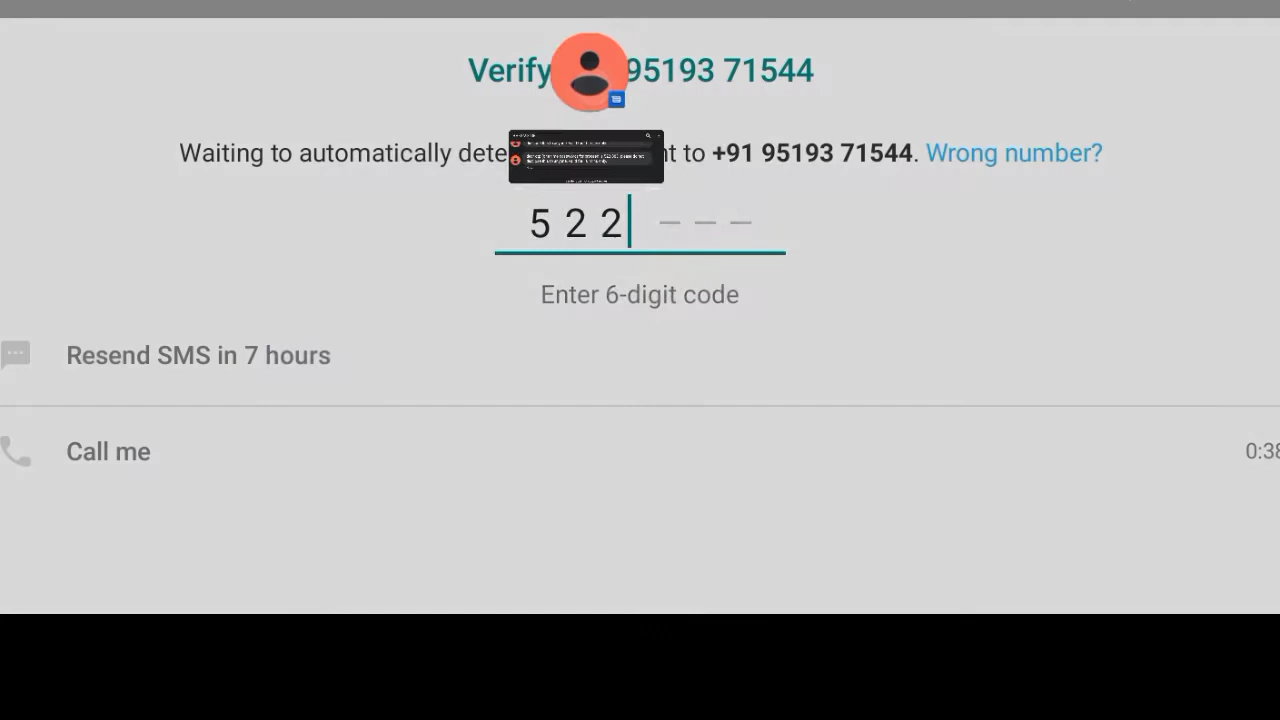 Verify 95193 71544
Waiting to automatically dete nt to +91 95193 71544. Wrong number?
5 2 2
Enter 6-digit code
Resend SMS in 7 hours
Call me
0:38